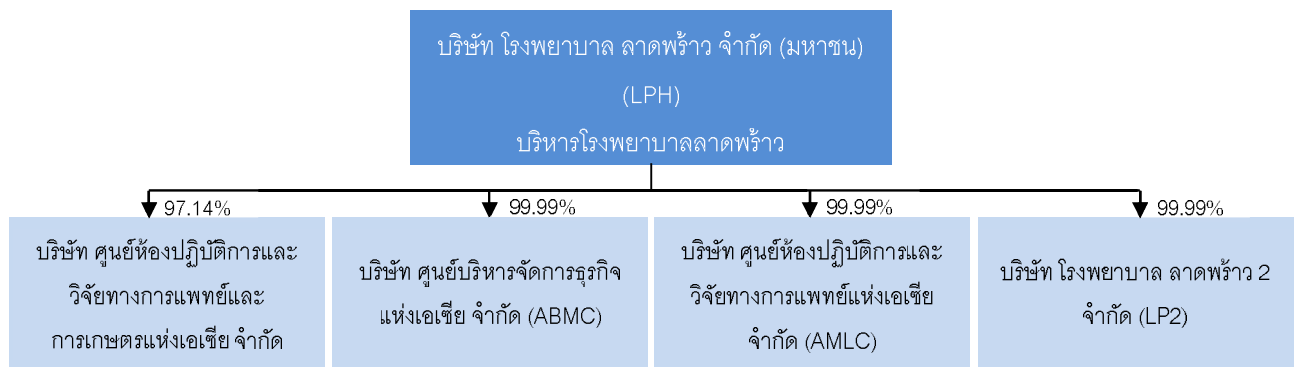 บริษัท โรงพยาบาล ลาดพร้าว จำกัด (มหาชน)
(LPH)
บริหารโรงพยาบาลลาดพร้าว
97.14%
99.99%
99.99%
99.99%
บริษัท ศูนย์ห้องปฏิบัติการและ
วิจัยทางการแพทย์และ
การเกษตรแห่งเอเซีย จำกัด
บริษัท ศูนย์บริหารจัดการธุรกิจ
แห่งเอเซีย จำกัด (ABMC)
บริษัท ศูนย์ห้องปฏิบัติการและ
วิจัยทางการแพทย์แห่งเอเซีย
จำกัด (AMLC)
บริษัท โรงพยาบาล ลาดพร้าว 2
จำกัด (LP2)